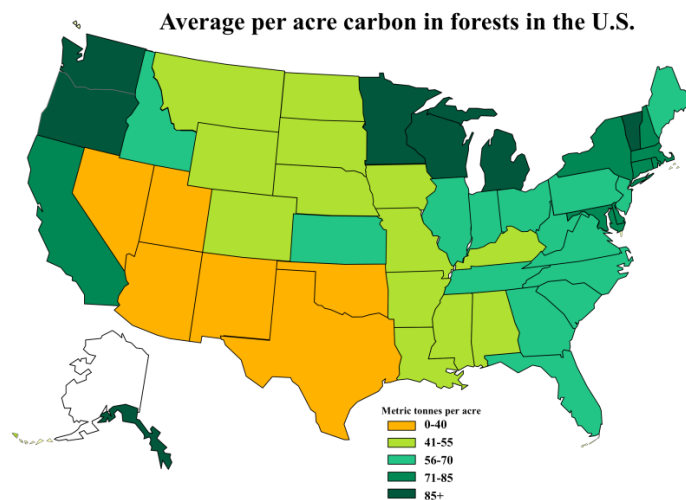 Average per acre carbon in forests in the U.S.
Metric tonnes per acre
0-40
41-55
56-70
71-85
85+